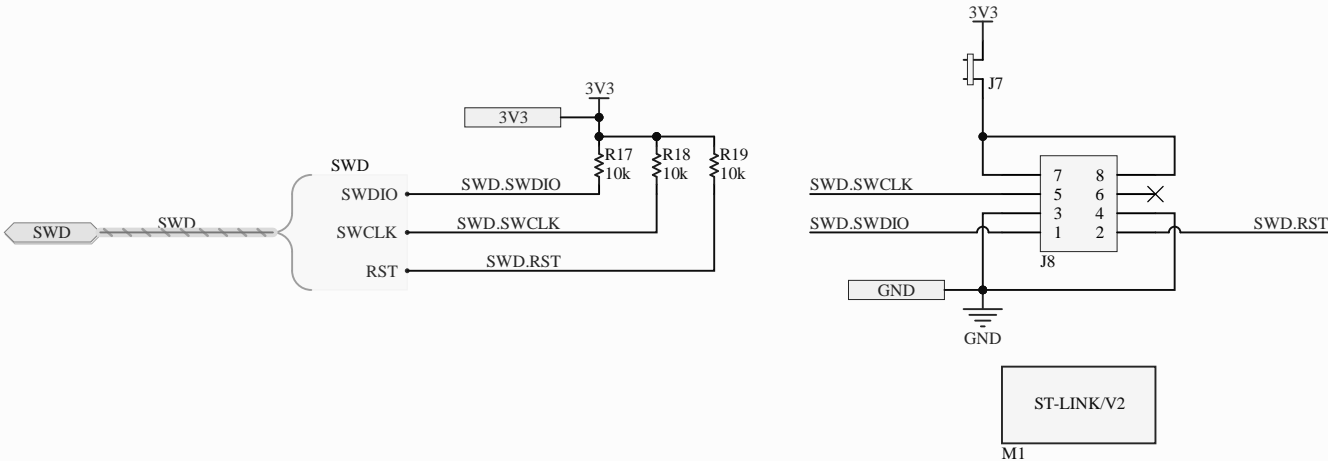 3V3
J7
3V3
3V3
R17
10k
R18
10k
R19
10k
SWD
SWDIO
SWD.SWDIO
SWD
SWD
SWCLK
SWD.SWCLK
RST
SWD.RST
SWD.SWCLK
SWD.SWDIO
7 8
5 6
3 4
1 2
J8
SWD.RST
GND
GND
ST-LINK/V2
M1